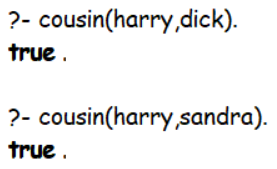 ?- cousin(harry,dick).
true .
?- cousin(harry,sandra).
true .